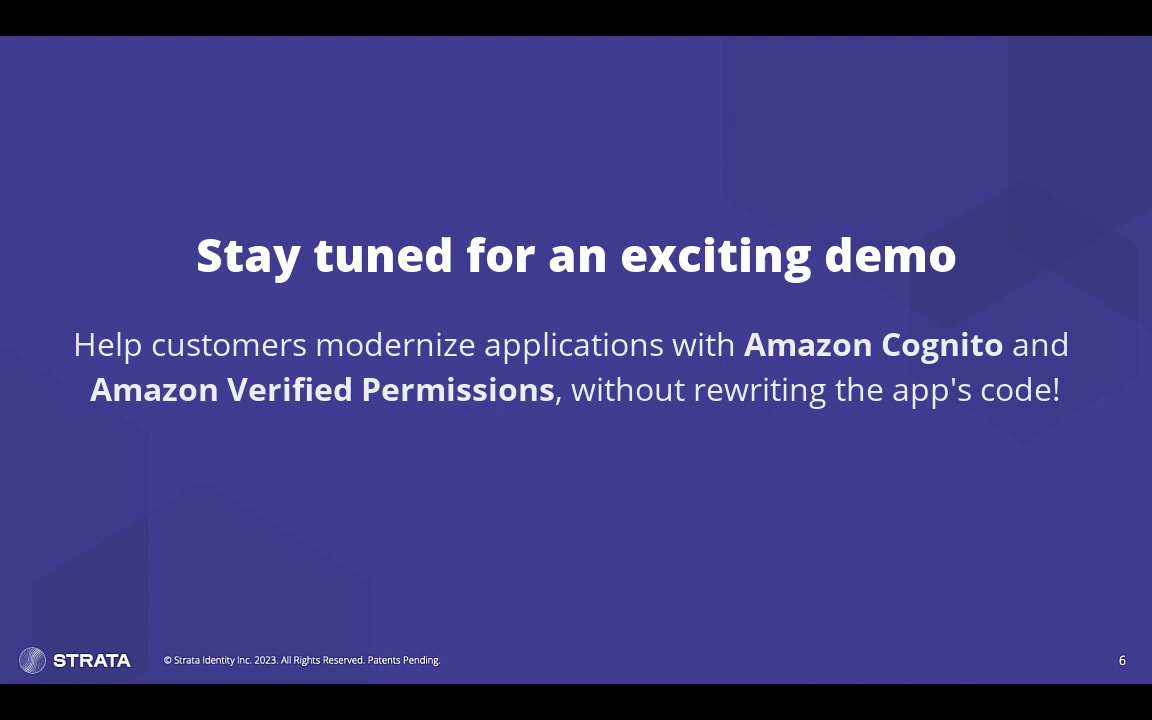 Stay tuned for an exciting demo
Help customers modernize applications with Amazon Cognito and
Amazon Verified Permissions, without rewriting the app's code!
STRATA
© Strata Identity Inc. 2023. All Rights Reserved. Patents Pending.
6